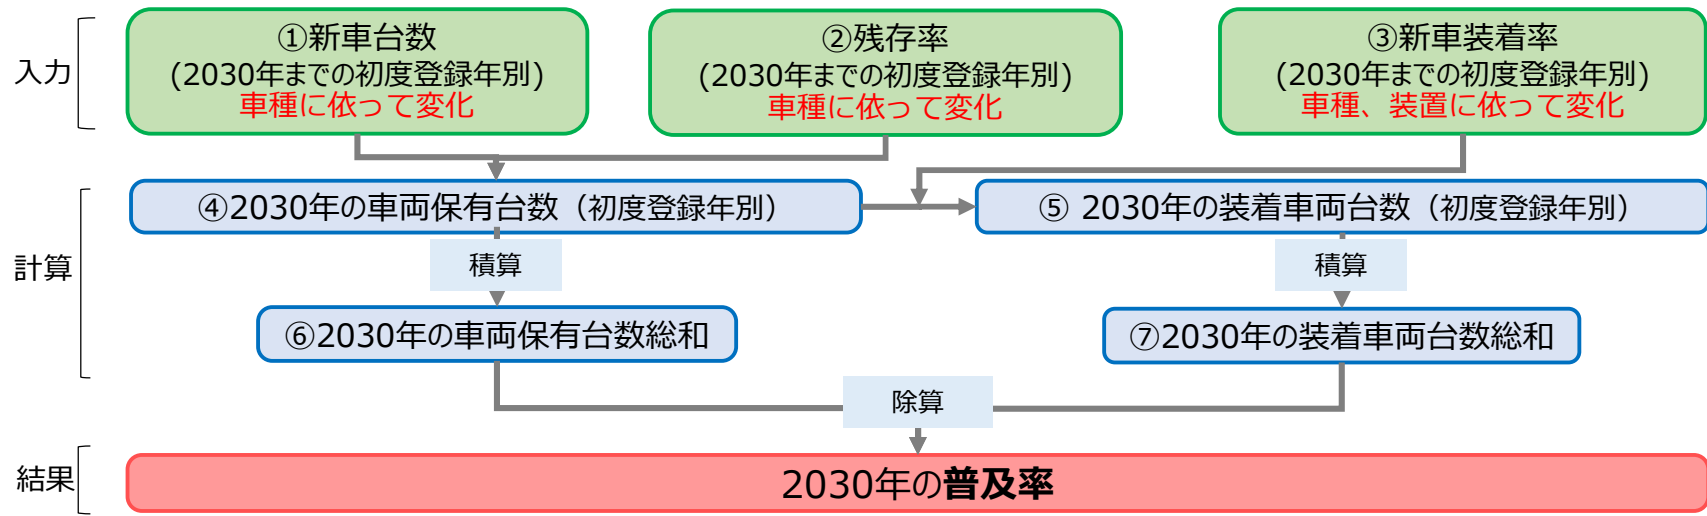 入力
①新車台数
(2030年までの初度登録年別)
車種に依って変化
②残存率
(2030年までの初度登録年別)
車種に依って変化
③新車装着率
(2030年までの初度登録年別)
車種、装置に依って変化
計算
④2030年の車両保有台数（初度登録年別）
⑤ 2030年の装着車両台数（初度登録年別）
積算
積算
⑥2030年の車両保有台数総和
⑦2030年の装着車両台数総和
除算
結果
2030年の普及率